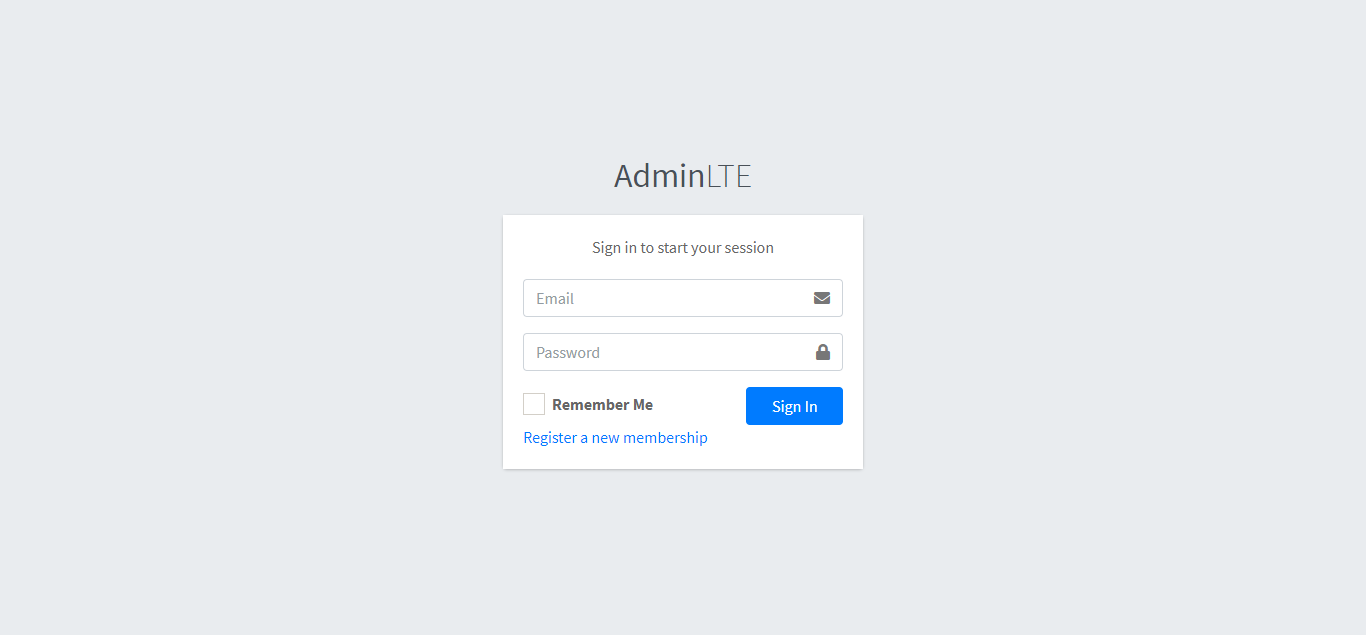 AdminLTE
Sign in to start your session
Email
Password
Remember Me
Sign In
Register a new membership